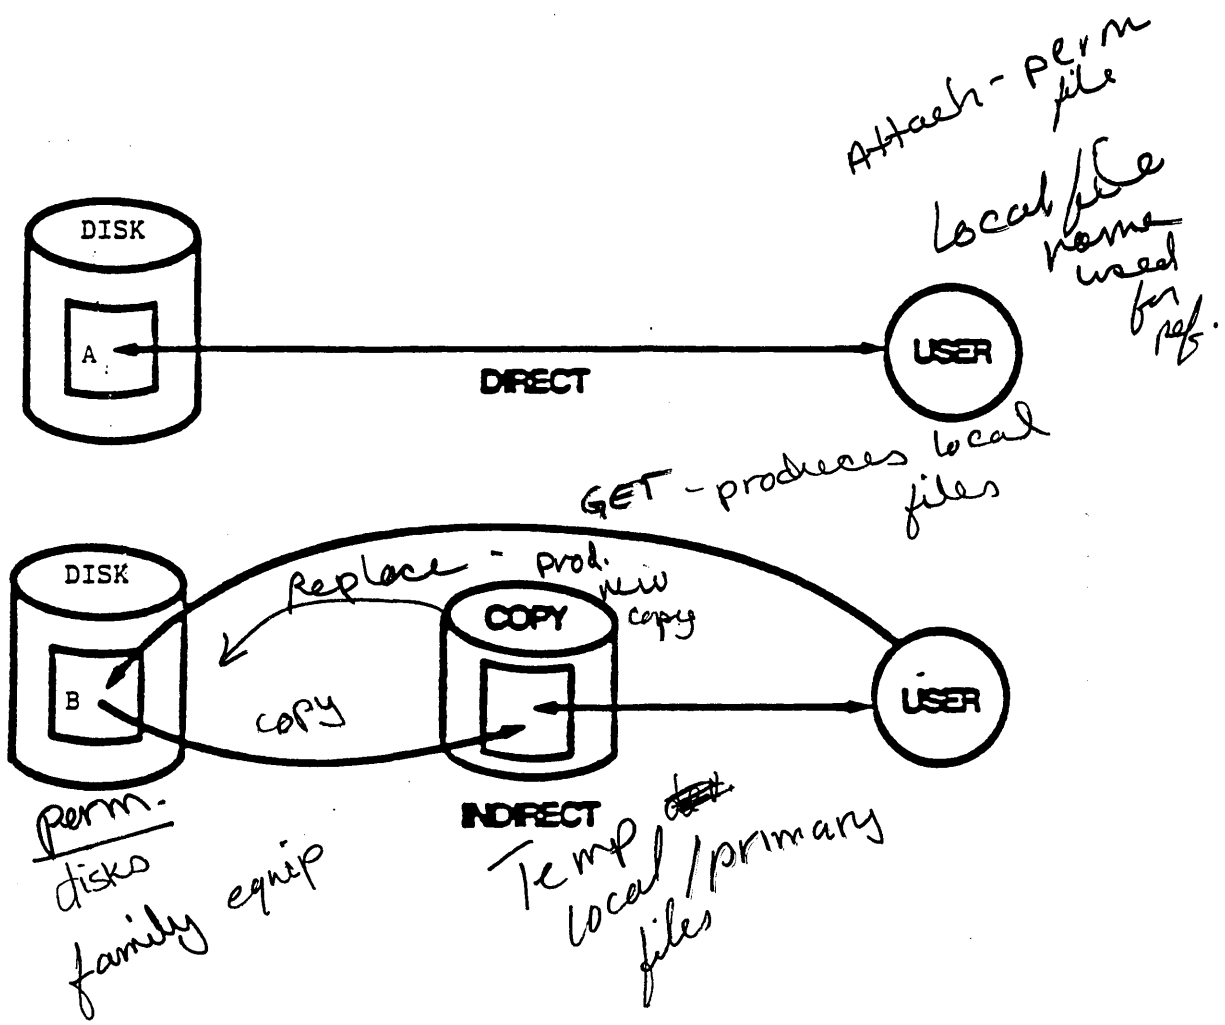 Attach - perm
file
Local file
name
used
for
ref.
DISK
A
DIRECT
USER
GET - produces local
files
DISK
B
Replace - prod.
new
copy
COPY
copy
USER
INDIRECT
perm.
disks
family equip
Temp
local/primary
files